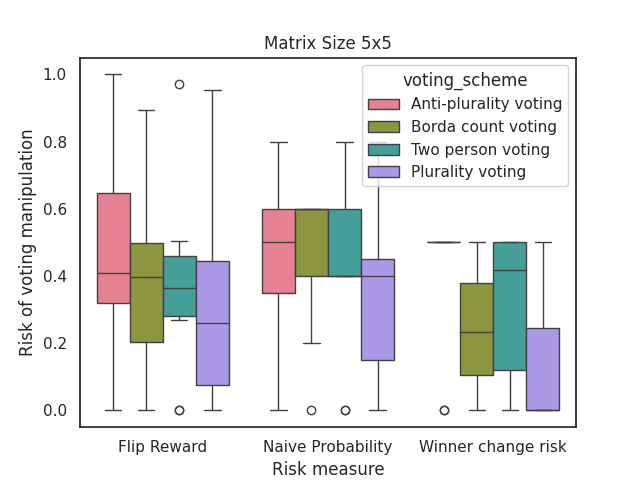 Matrix Size 5x5
Risk of voting manipulation
1.0
0.8
0.6
0.4
0.2
0.0
voting_scheme
Anti-plurality voting
Borda count voting
Two person voting
Plurality voting
Flip Reward
Naive Probability
Winner change risk
Risk measure